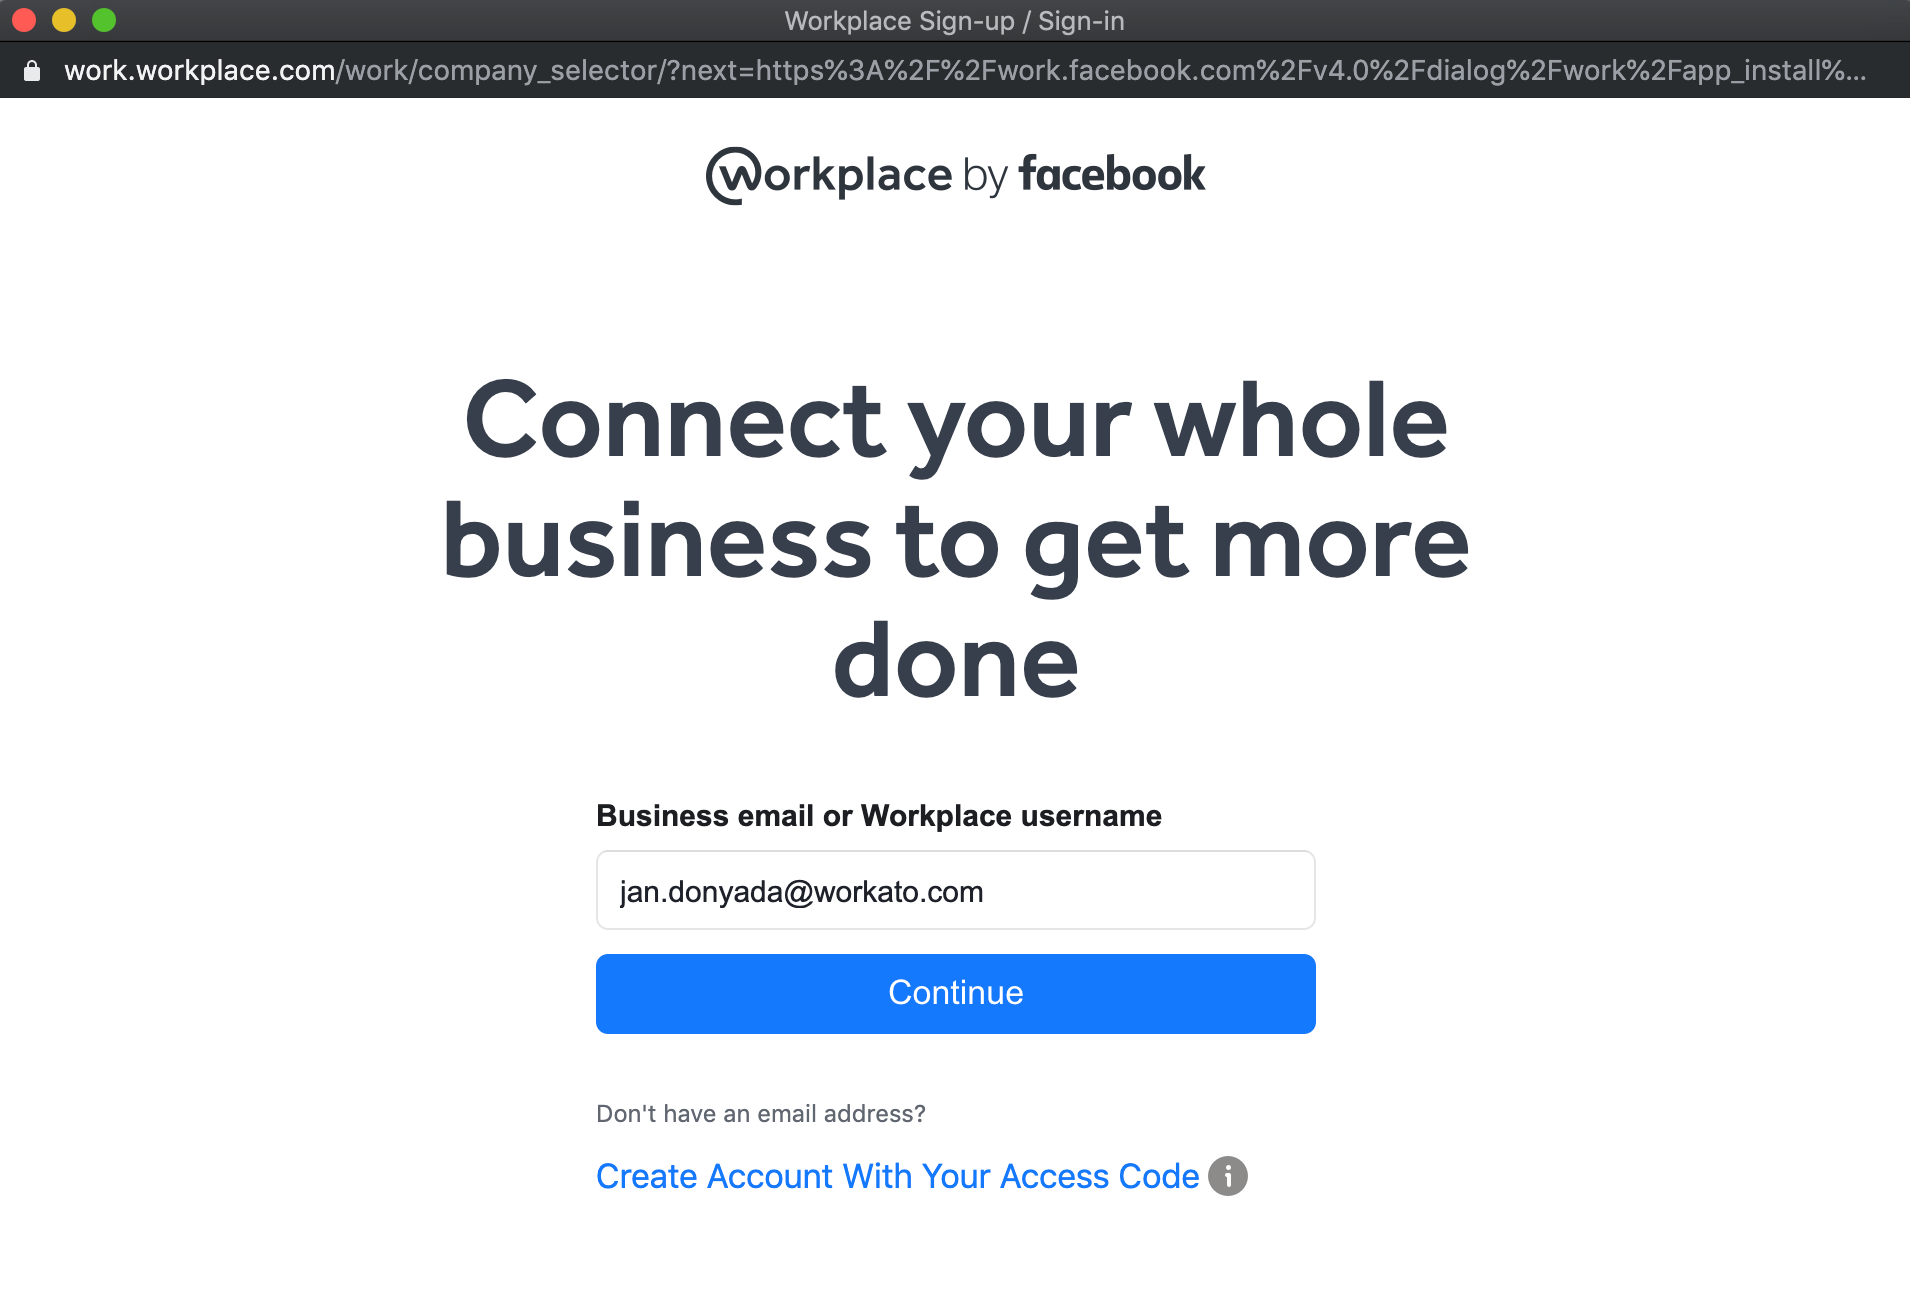 Workplace Sign-up / Sign-in
work.workplace.com/work/company_selector/?next=https%3A%2F%2Fwork.facebook.com%2Fv4.0%2Fdialog%2Fwork%2Fapp_install%...
Workplace by facebook
Connect your whole
business to get more
done
Business email or Workplace username
jan.donyada@workato.com
Continue
Don't have an email address?
Create Account With Your Access Code